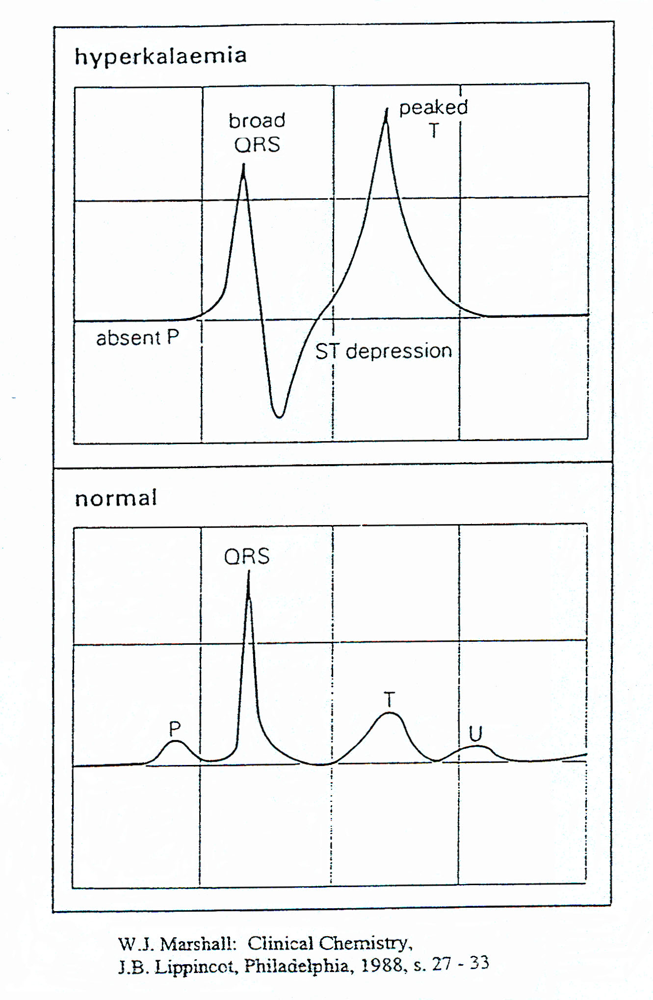 hyperkalaemia
broad
QRS
peaked
T
absent P
ST depression
normal
QRS
P
T
U
W.J. Marshall: Clinical Chemistry,
J.B. Lippincot, Philadelphia, 1988, s. 27 - 33